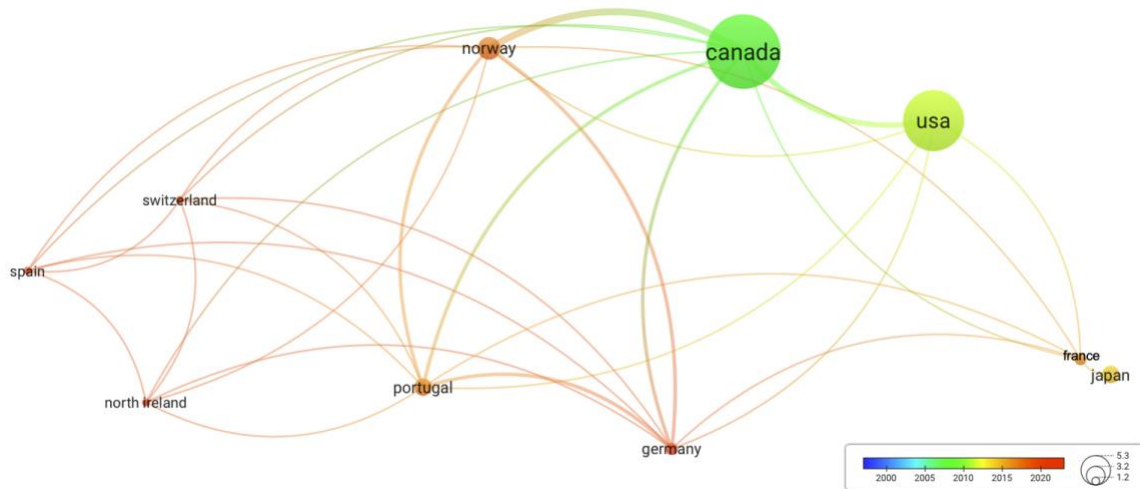 norway
canada
usa
switzerland
spain
france
japan
portugal
north ireland
germany
2000 2005 2010 2015 2020
5.3
3.2
1.2